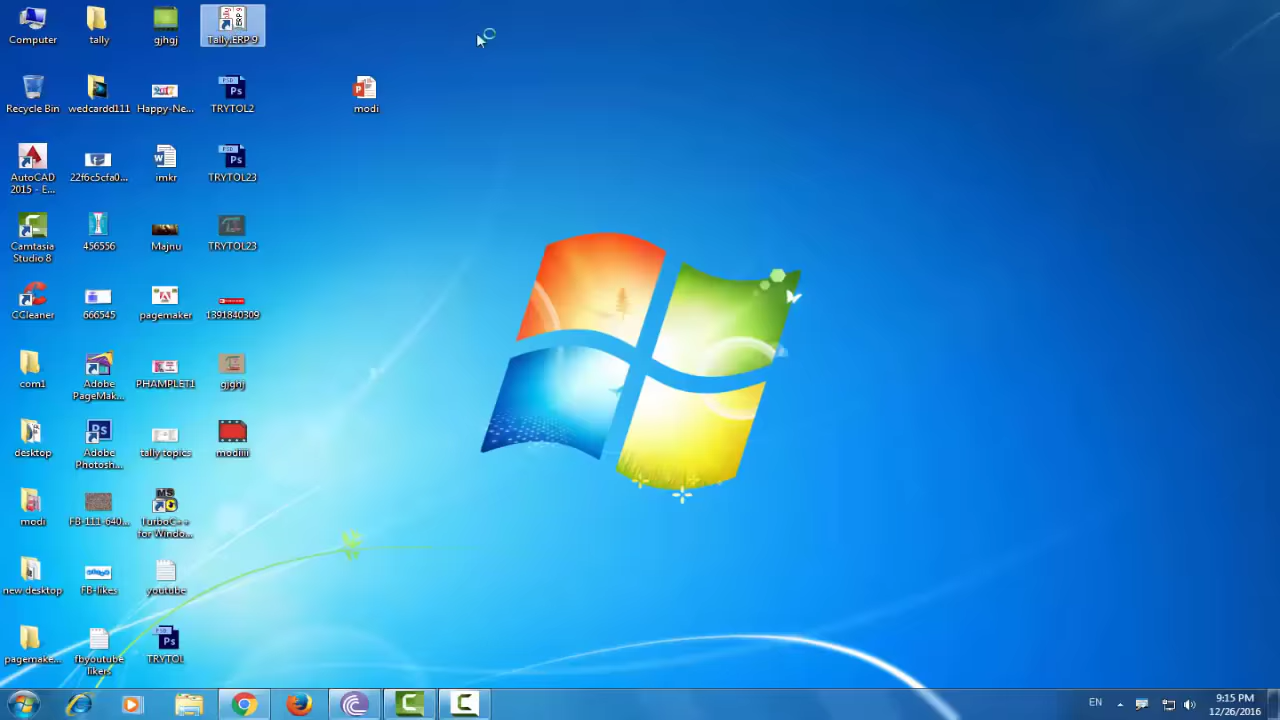 Computer
tally
gjhgj
Tally.ERP 9
Recycle Bin
wedcardd111
Happy-Ne...
TRYTOL2
modi
AutoCAD
2015 - E...
22f6c5cfa0...
imkr
TRYTOL23
Camtasia
Studio 8
456556
Majnu
TRYTOL23
CCleaner
666545
pagemaker
1391840309
com1
Adobe
PageMak...
PHAMPLET1
gjghj
desktop
Adobe
Photosh...
tally topics
modiiii
modi
FB-111-640...
TurboC++
for Windo...
new desktop
FB-likes
youtube
pagemake...
fbyoutube
likers
TRYTOL
EN
9:15 PM
12/26/2016